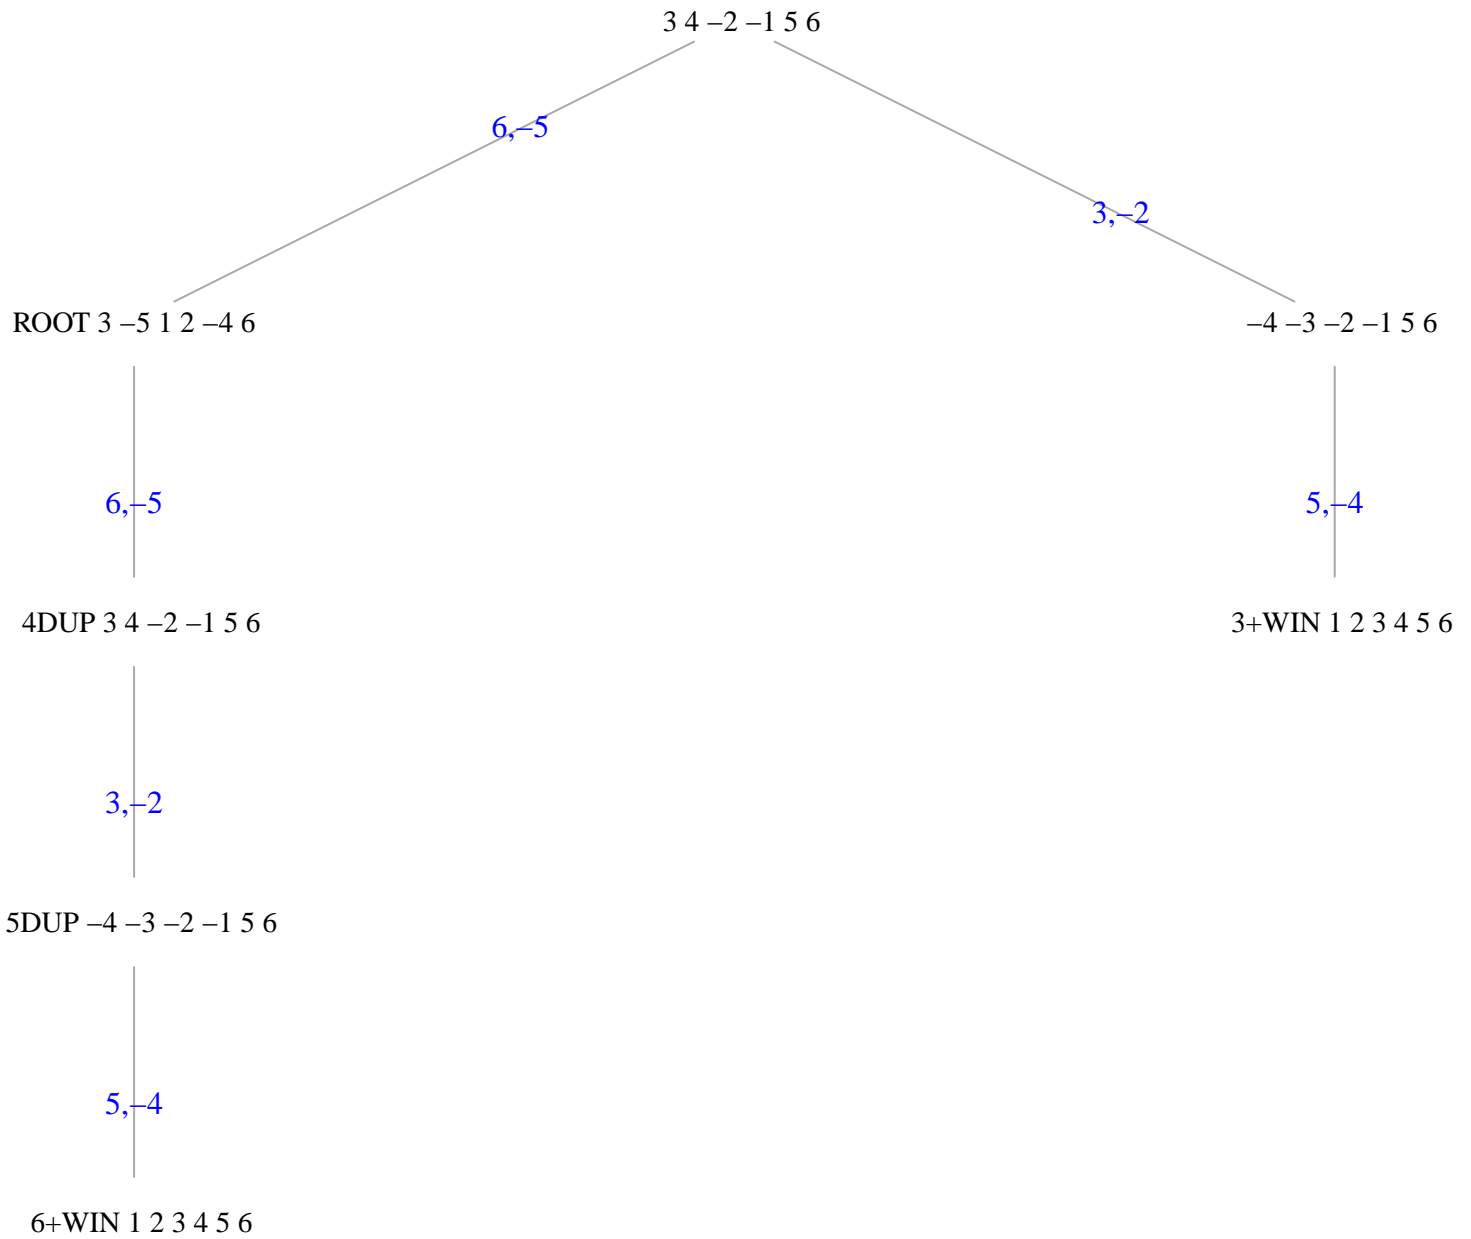 3 4 –2 –1 5 6
6,–5
3,–2
ROOT 3 –5 1 2 –4 6
–4 –3 –2 –1 5 6
6,–5
5,–4
4DUP 3 4 –2 –1 5 6
3+WIN 1 2 3 4 5 6
3,–2
5DUP –4 –3 –2 –1 5 6
5,–4
6+WIN 1 2 3 4 5 6